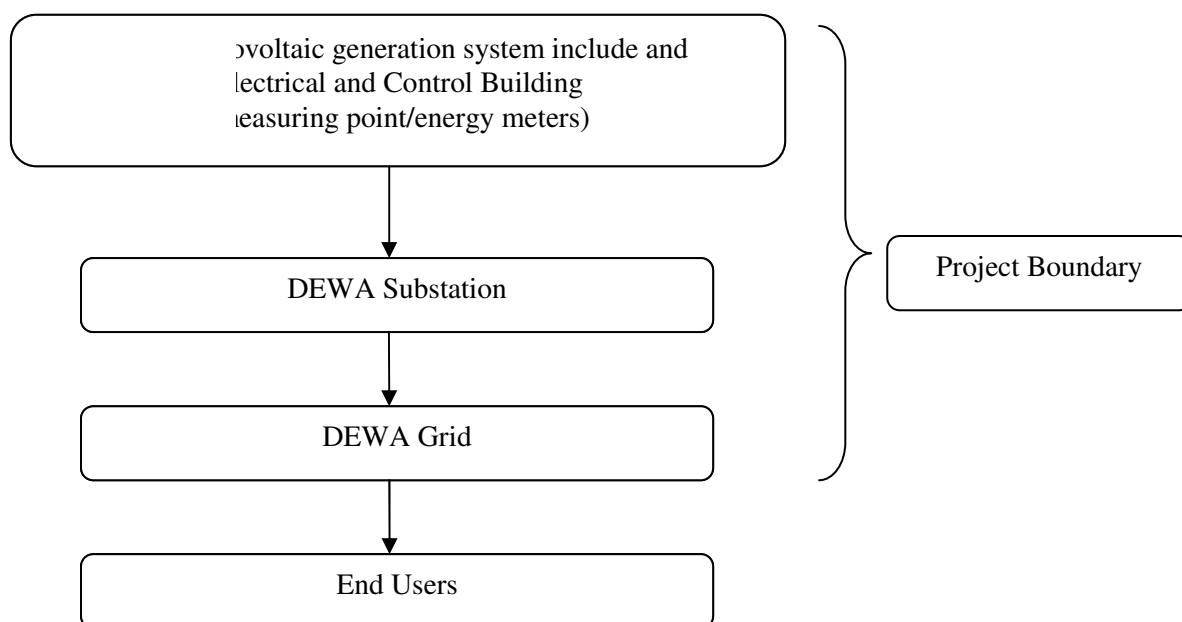 ovoltaic generation system include and
lectrical and Control Building
easuring point/energy meters)
DEWA Substation
Project Boundary
DEWA Grid
End Users